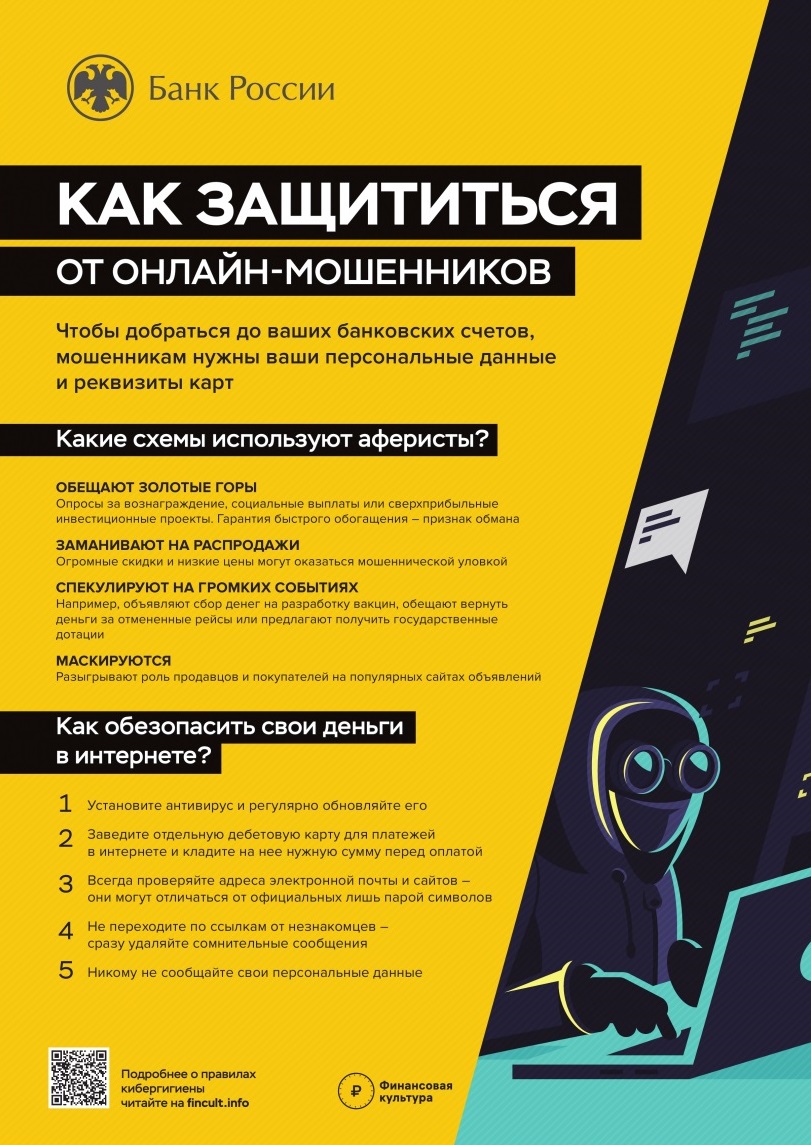 Банк России
КАК ЗАЩИТИТЬСЯ
ОТ ОНЛАЙН-МОШЕННИКОВ
Чтобы добраться до ваших банковских счетов,
мошенникам нужны ваши персональные данные
и реквизиты карт
Какие схемы используют аферисты?
ОБЕЩАЮТ ЗОЛОТЫЕ ГОРЫ
Опросы за вознаграждение, социальные выплаты или сверхприбыльные
инвестиционные проекты. Гарантия быстрого обогащения – признак обмана
ЗАМАНИВАЮТ НА РАСПРОДАЖИ
Огромные скидки и низкие цены могут оказаться мошеннической уловкой
СПЕКУЛИРУЮТ НА ГРОМКИХ СОБЫТИЯХ
Например, объявляют сбор денег на разработку вакцин, обещают вернуть
деньги за отмененные рейсы или предлагают получить государственные
дотации
МАСКИРУЮТСЯ
Разыгрывают роль продавцов и покупателей на популярных сайтах объявлений
Как обезопасить свои деньги
в интернете?
1 Установите антивирус и регулярно обновляйте его
2 Заведите отдельную дебетовую карту для платежей
в интернете и кладите на нее нужную сумму перед оплатой
3 Всегда проверяйте адреса электронной почты и сайтов –
они могут отличаться от официальных лишь парой символов
4 Не переходите по ссылкам от незнакомцев –
сразу удаляйте сомнительные сообщения
5 Никому не сообщайте свои персональные данные
Подробнее о правилах
кибергигиены
читайте на fincult.info
₽
Финансовая
культура